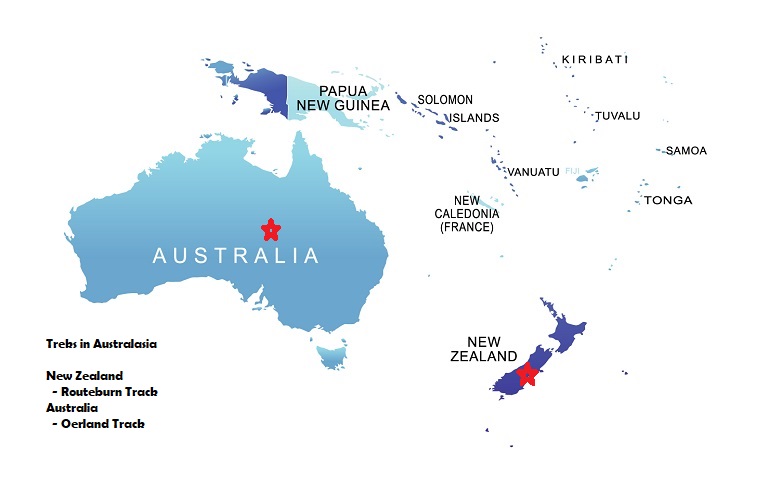 KIRIBATI
PAPUA
NEW GUINEA
SOLOMON
ISLANDS
TUVALU
SAMOA
VANUATU
FIJI
TONGA
NEW
CALEDONIA
(FRANCE)
AUSTRALIA
NEW
ZEALAND
Treks in Australasia
New Zealand
- Routeburn Track
Australia
- Oerland Track